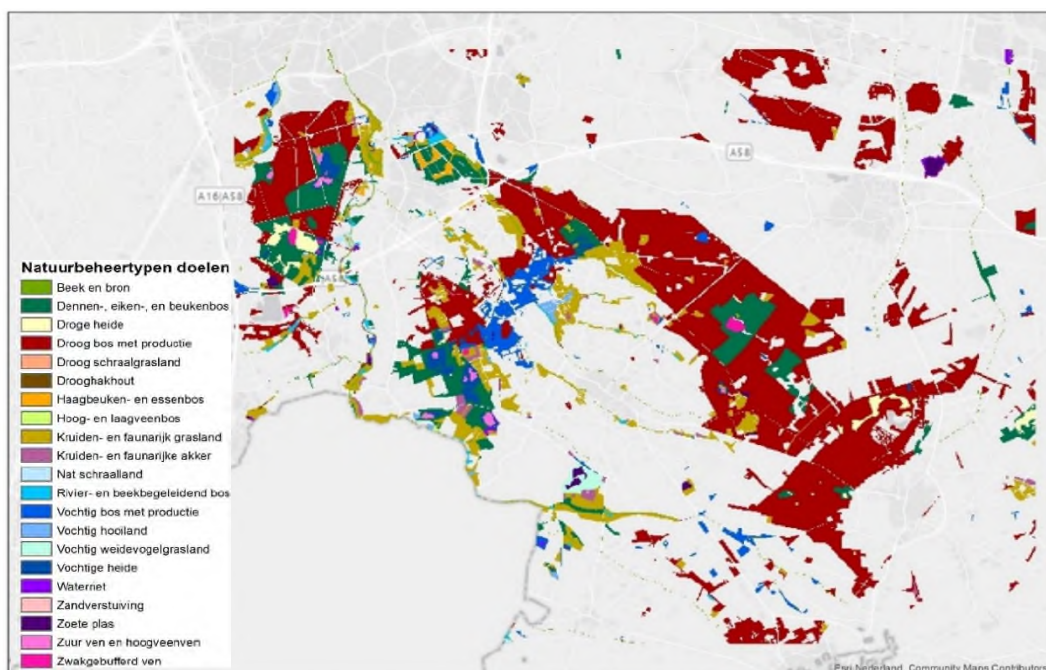 A58
A16|A58
Natuurbeheertypen doelen
Beek en bron
Dennen-, eiken-, en beukenbos
Droge heide
Droog bos met productie
Droog schraalgrasland
Drooghakhout
Haagbeuken- en essenbos
Hoog- en laagveenbos
Kruiden- en faunarijk grasland
Kruiden- en faunarijke akker
Nat schraalland
Rivier- en beekbegeleidend bos
Vochtig bos met productie
Vochtig hooiland
Vochtig weidevogelgrasland
Vochtige heide
Waterriet
Zandverstuiving
Zoete plas
Zuur ven en hoogveenven
Zwakgebufferd ven
Esri Nederland, Community Maps Contributors